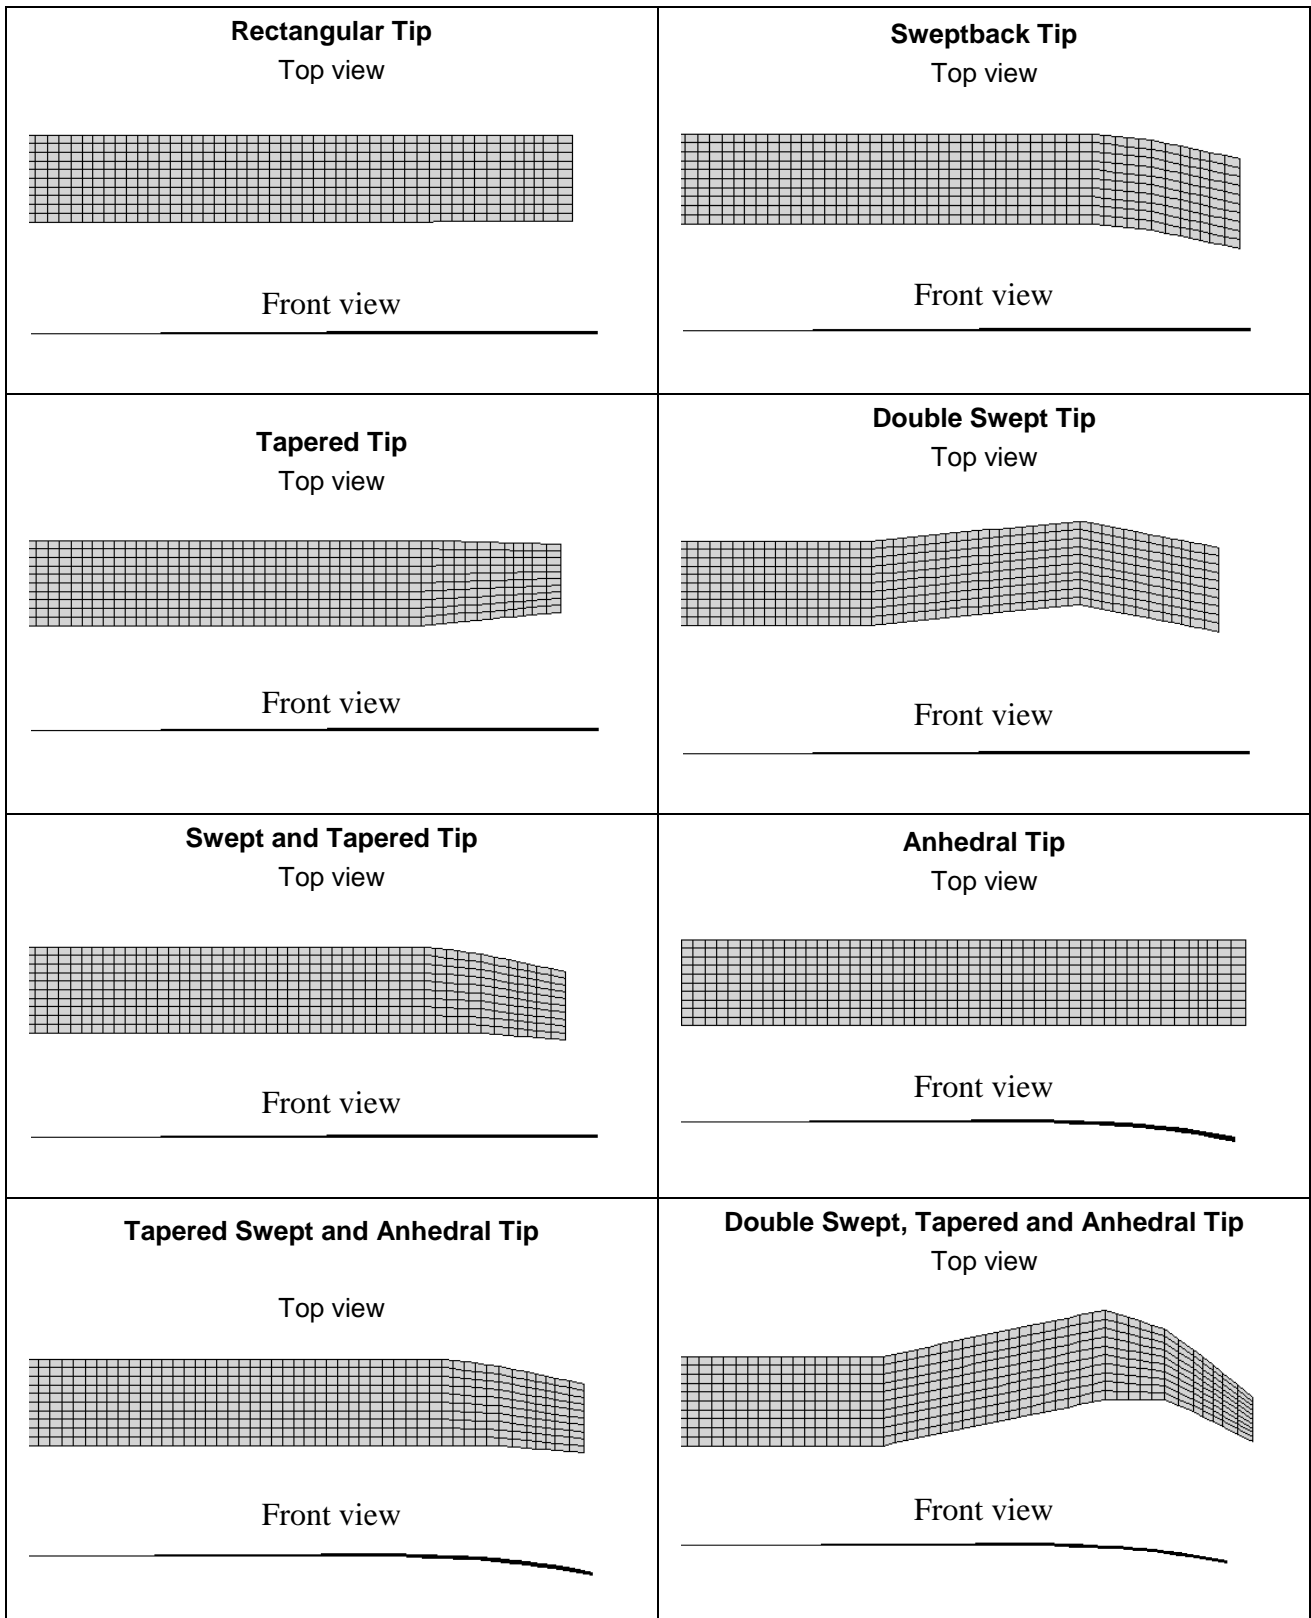 Rectangular Tip
Top view
Front view
Sweptback Tip
Top view
Front view
Tapered Tip
Top view
Front view
Double Swept Tip
Top view
Front view
Swept and Tapered Tip
Top view
Front view
Anhedral Tip
Top view
Front view
Tapered Swept and Anhedral Tip
Top view
Front view
Double Swept, Tapered and Anhedral Tip
Top view
Front view